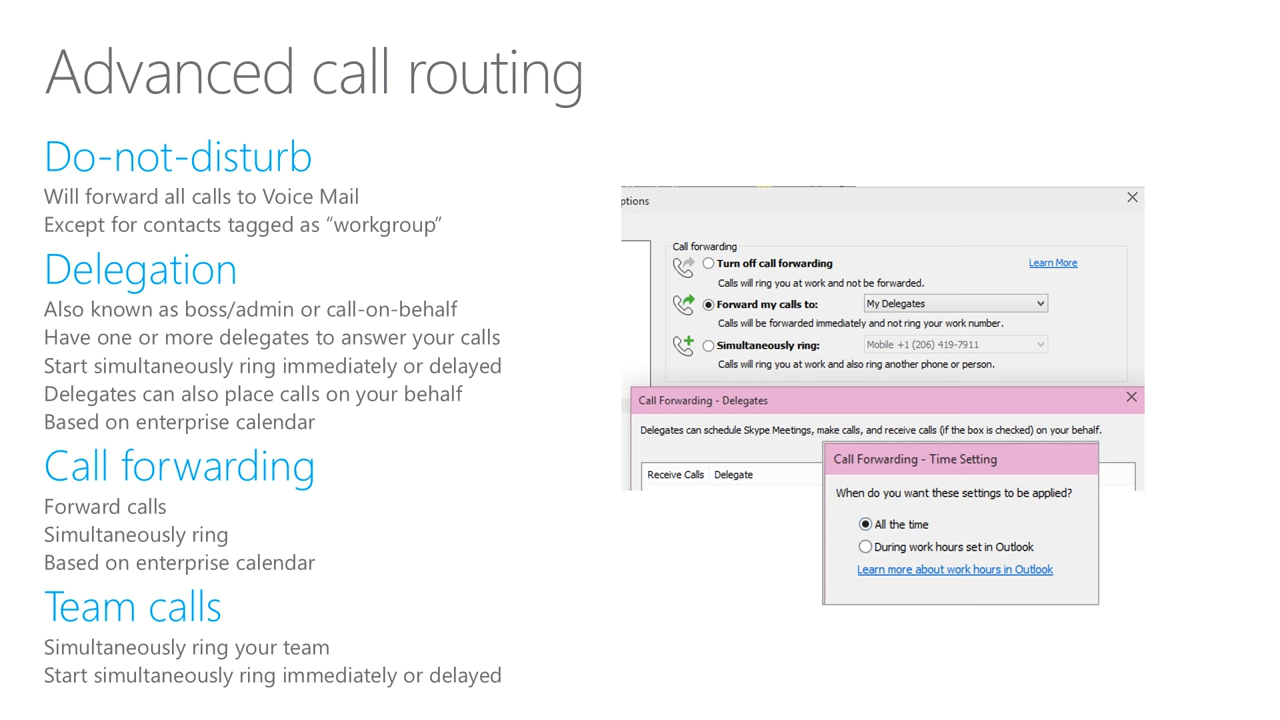 Advanced call routing
Do-not-disturb
Will forward all calls to Voice Mail
Except for contacts tagged as “workgroup”
Delegation
Also known as boss/admin or call-on-behalf
Have one or more delegates to answer your calls
Start simultaneously ring immediately or delayed
Delegates can also place calls on your behalf
Based on enterprise calendar
Call forwarding
Forward calls
Simultaneously ring
Based on enterprise calendar
Team calls
Simultaneously ring your team
Start simultaneously ring immediately or delayed
ptions
Call forwarding
Turn off call forwarding
Learn More
Calls will ring you at work and not be forwarded.
Forward my calls to:
My Delegates
Calls will be forwarded immediately and not ring your work number.
Simultaneously ring:
Mobile +1 (206) 419-7911
Calls will ring you at work and also ring another phone or person.
Call Forwarding - Delegates
Delegates can schedule Skype Meetings, make calls, and receive calls (if the box is checked) on your behalf.
Receive Calls
Delegate
Call Forwarding - Time Setting
When do you want these settings to be applied?
All the time
During work hours set in Outlook
Learn more about work hours in Outlook